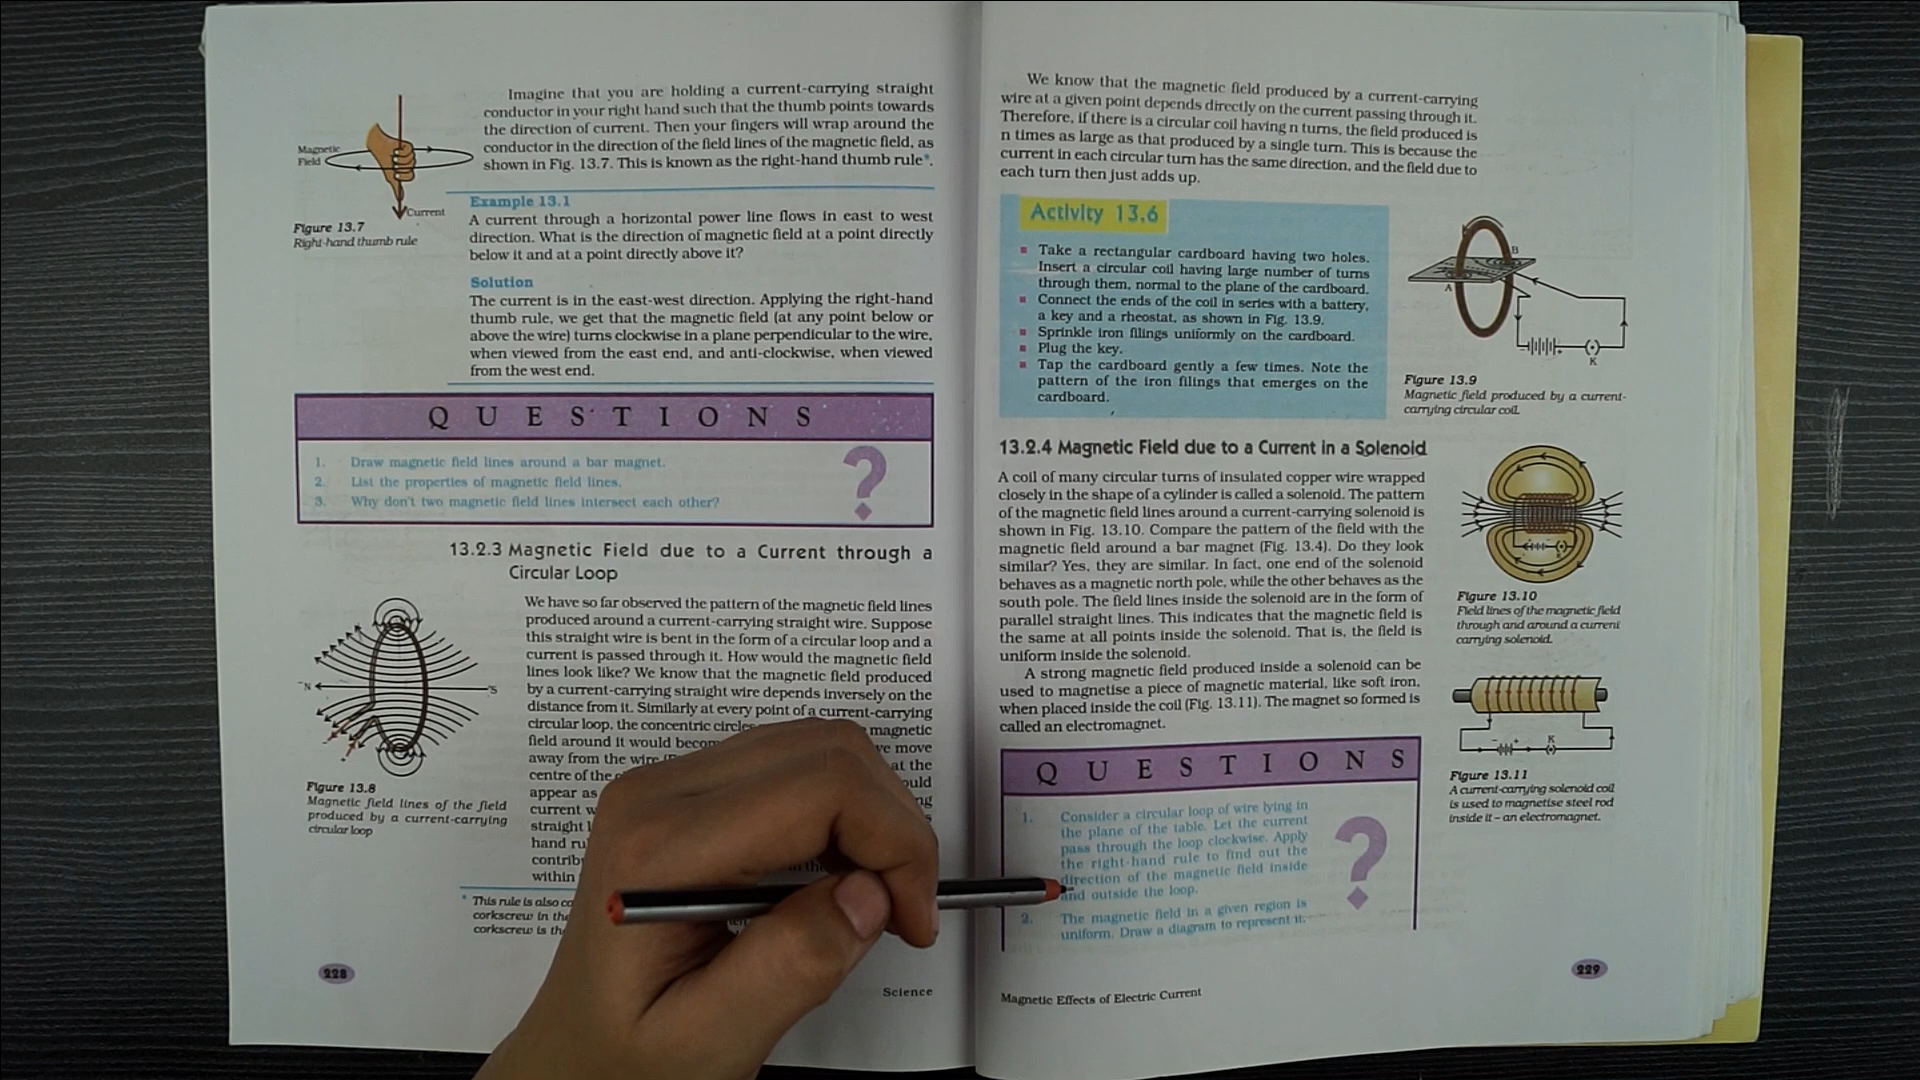 Imagine that you are holding a current-carrying straight
conductor in your right hand such that the thumb points towards
the direction of current. Then your fingers will wrap around the
conductor in the direction of the field lines of the magnetic field, as
shown in Fig. 13.7. This is known as the right-hand thumb rule*.
Magnetic
Field
Current
Figure 13.7
Right-hand thumb rule
Example 13.1
A current through a horizontal power line flows in east to west
direction. What is the direction of magnetic field at a point directly
below it and at a point directly above it?
Solution
The current is in the east-west direction. Applying the right-hand
thumb rule, we get that the magnetic field (at any point below or
above the wire) turns clockwise in a plane perpendicular to the wire,
when viewed from the east end, and anti-clockwise, when viewed
from the west end.
QUESTIONS
1. Draw magnetic field lines around a bar magnet.
2. List the properties of magnetic field lines.
3. Why don't two magnetic field lines intersect each other?
?
13.2.3 Magnetic Field due to a Current through a
Circular Loop
We have so far observed the pattern of the magnetic field lines
produced around a current-carrying straight wire. Suppose
this straight wire is bent in the form of a circular loop and a
current is passed through it. How would the magnetic field
lines look like? We know that the magnetic field produced
by a current-carrying straight wire depends inversely on the
distance from it. Similarly at every point of a current-carrying
circular loop, the concentric circles magnetic
field around it would move
away from the wire at the
centre of the
appear as
current
straight
hand

within
N
S
Figure 13.8
Magnetic field lines of the field
produced by a current-carrying
circular loop
* This rule is also
corkscrew in the
corkscrew is
228
Science
We know that the magnetic field produced by a current-carrying
wire at a given point depends directly on the current passing through it.
Therefore, if there is a circular coil having n turns, the field produced is
n times as large as that produced by a single turn. This is because the
current in each circular turn has the same direction, and the field due to
each turn then just adds up.
Activity 13.6
Take a rectangular cardboard having two holes.
Insert a circular coil having large number of turns
through them, normal to the plane of the cardboard.
Connect the ends of the coil in series with a battery,
a key and a rheostat, as shown in Fig. 13.9.
Sprinkle iron filings uniformly on the cardboard.
Plug the key.
Tap the cardboard gently a few times. Note the
pattern of the iron filings that emerges on the
cardboard.
B
A
- +
K
Figure 13.9
Magnetic field produced by a current-
carrying circular coil.
13.2.4 Magnetic Field due to a Current in a Solenoid
A coil of many circular turns of insulated copper wire wrapped
closely in the shape of a cylinder is called a solenoid. The pattern
of the magnetic field lines around a current-carrying solenoid is
shown in Fig. 13.10. Compare the pattern of the field with the
magnetic field around a bar magnet (Fig. 13.4). Do they look
similar? Yes, they are similar. In fact, one end of the solenoid
behaves as a magnetic north pole, while the other behaves as the
south pole. The field lines inside the solenoid are in the form of
parallel straight lines. This indicates that the magnetic field is
the same at all points inside the solenoid. That is, the field is
uniform inside the solenoid.
A strong magnetic field produced inside a solenoid can be
used to magnetise a piece of magnetic material, like soft iron,
when placed inside the coil (Fig. 13.11). The magnet so formed is
called an electromagnet.
Figure 13.10
Field lines of the magnetic field
through and around a current
carrying solenoid.
- +
K
Figure 13.11
A current-carrying solenoid coil
is used to magnetise steel rod
inside it – an electromagnet.
QUESTIONS
1. Consider a circular loop of wire lying in
the plane of the table. Let the current
pass through the loop clockwise. Apply
the right-hand rule to find out the
direction of the magnetic field inside
and outside the loop.
2. The magnetic field in a given region is
uniform. Draw a diagram to represent it.
?
Magnetic Effects of Electric Current
229